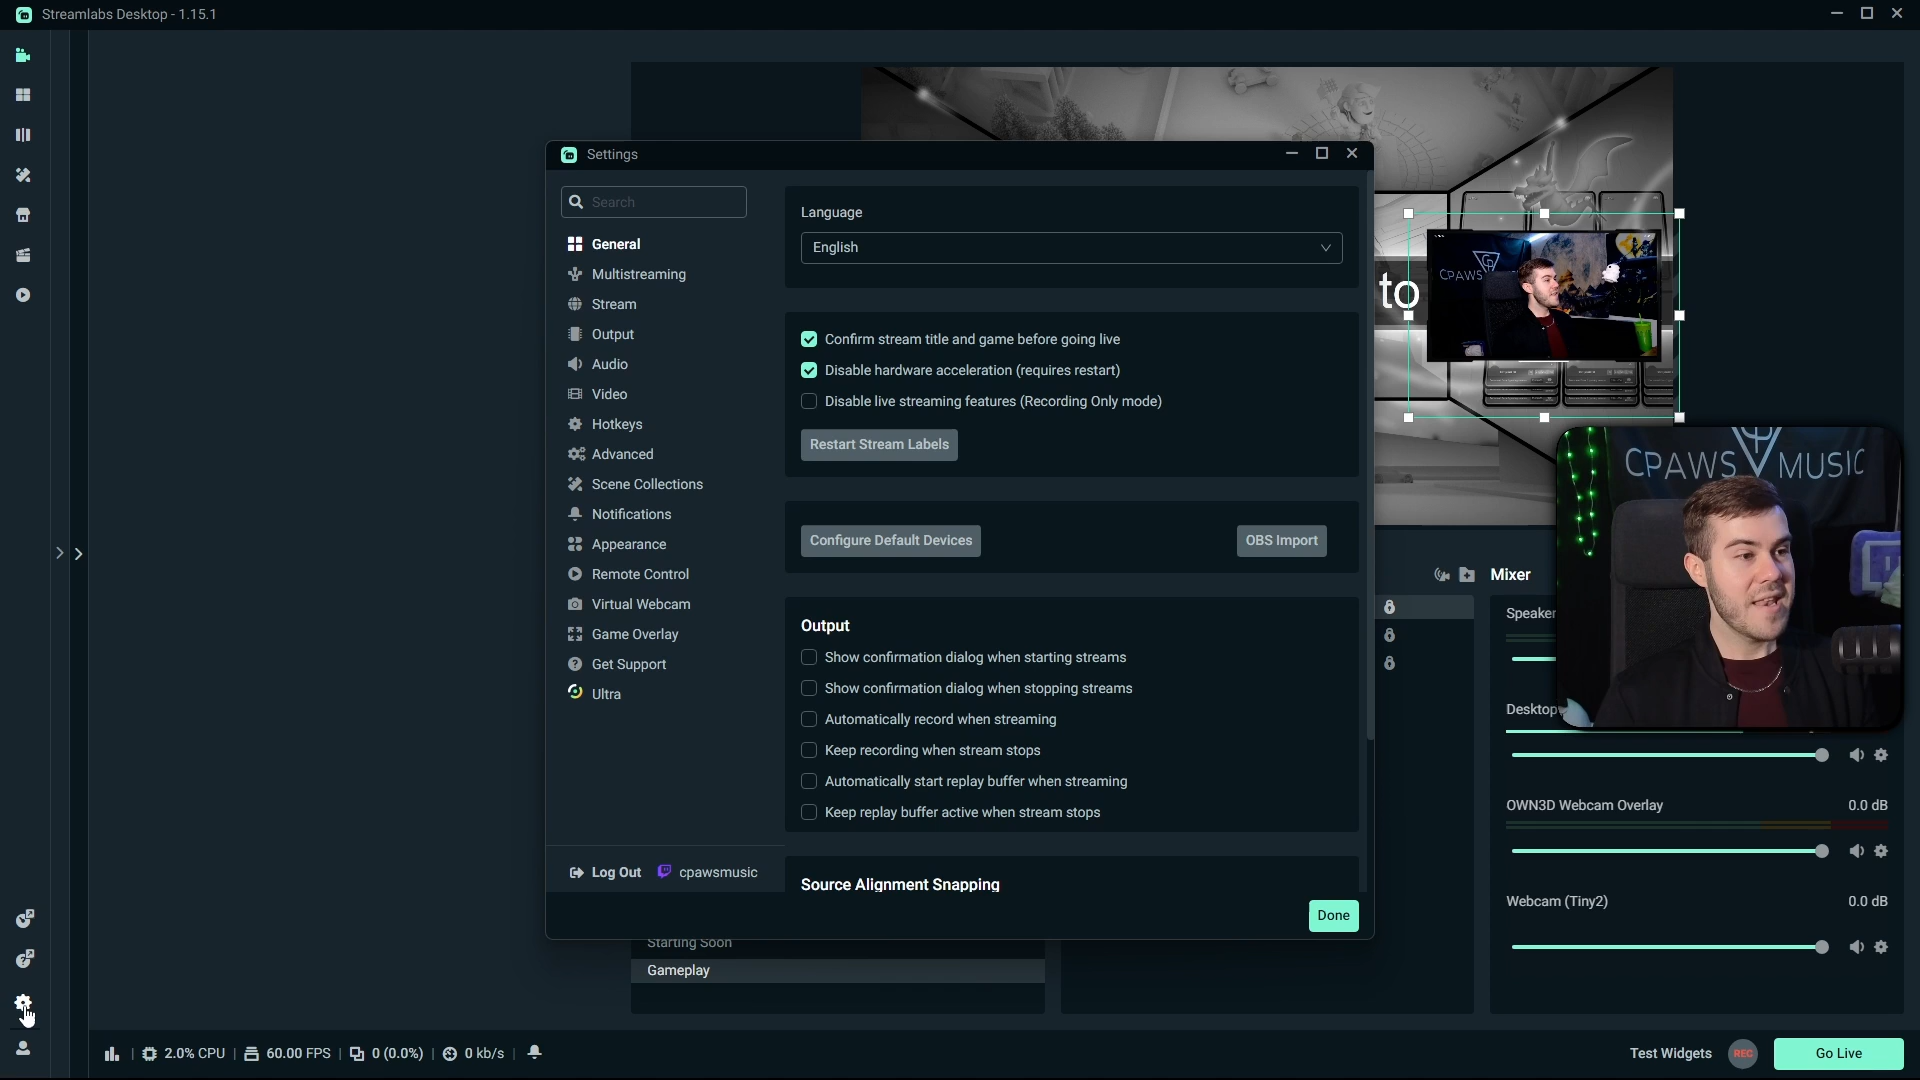 Streamlabs Desktop - 1.15.1
Settings
Search
General
Multistreaming
Stream
Output
Audio
Video
Hotkeys
Advanced
Scene Collections
Notifications
Appearance
Remote Control
Virtual Webcam
Game Overlay
Get Support
Ultra
Log Out cpawsmusic
Language
English
Confirm stream title and game before going live
Disable hardware acceleration (requires restart)
Disable live streaming features (Recording Only mode)
Restart Stream Labels
Configure Default Devices OBS Import
Output
Show confirmation dialog when starting streams
Show confirmation dialog when stopping streams
Automatically record when streaming
Keep recording when stream stops
Automatically start replay buffer when streaming
Keep replay buffer active when stream stops
Source Alignment Snapping
Done
to
CPAWS
CPAWS MUSIC
Mixer
Speaker
Desktop
OWN3D Webcam Overlay 0.0 dB
Webcam (Tiny2) 0.0 dB
Starting Soon
Gameplay
2.0% CPU 60.00 FPS 0 (0.0%) 0 kb/s
Test Widgets REC Go Live